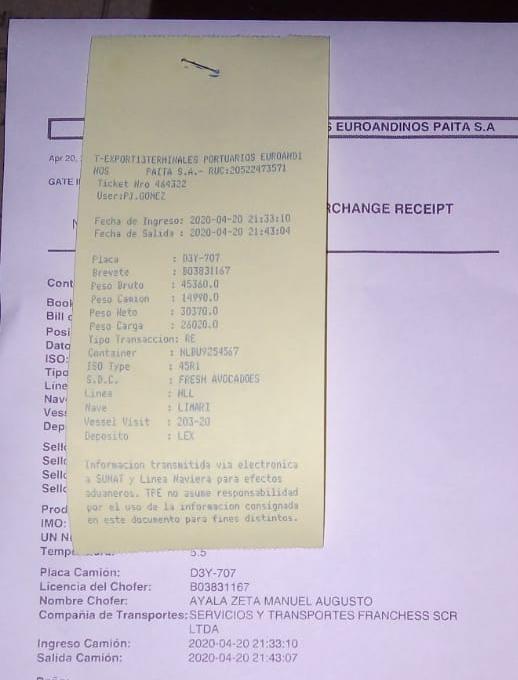 S EUROANDINOS PAITA S.A
Apr 20,
T-EXPORT13TERMINALES PORTUARIOS EUROANDI
NOS PAITA S.A.- RUC:20522473571
Ticket Nro 464322
User:PJ.GOMEZ
GATE I
RCHANGE RECEIPT
Fecha de Ingreso: 2020-04-20 21:33:10
Fecha de Salida : 2020-04-20 21:43:04
Placa : D3Y-707
Brevete : B03831167
Peso Bruto : 45360.0
Peso Camion : 14990.0
Peso Neto : 30370.0
Peso Carga : 26020.0
Tipo Transaccion: RE
Container : NLBU9254567
ISO Type : 45R1
S.D.C. : FRESH AVOCADOES
Linea : HLL
Nave : LIMARI
Vessel Visit : 203-20
Deposito : LEX
Informacion transmitida via electronica
a SUNAT y Linea Naviera para efectos
aduaneros. TPE no asume responsabilidad
por el uso de la informacion consignada
en este documento para fines distintos.
Cont
Book
Bill c
Posi
Dato
ISO:
Tipo
Líne
Nav
Vess
Dep
Sell
Sell
Sell
Sell
Prod
IMO:
UN N
Temp 5.5
Placa Camión: D3Y-707
Licencia del Chofer: B03831167
Nombre Chofer: AYALA ZETA MANUEL AUGUSTO
Compañia de Transportes: SERVICIOS Y TRANSPORTES FRANCHESS SCR
LTDA
Ingreso Camión: 2020-04-20 21:33:10
Salida Camión: 2020-04-20 21:43:07